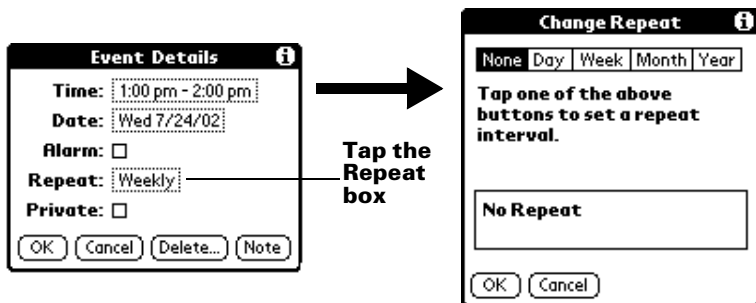 Event Details
Time: 1:00 pm - 2:00 pm
Date: Wed 7/24/02
Alarm:
Repeat: Weekly
Private:
OK Cancel Delete... Note
Tap the
Repeat
box
Change Repeat
None Day Week Month Year
Tap one of the above
buttons to set a repeat
interval.
No Repeat
OK Cancel